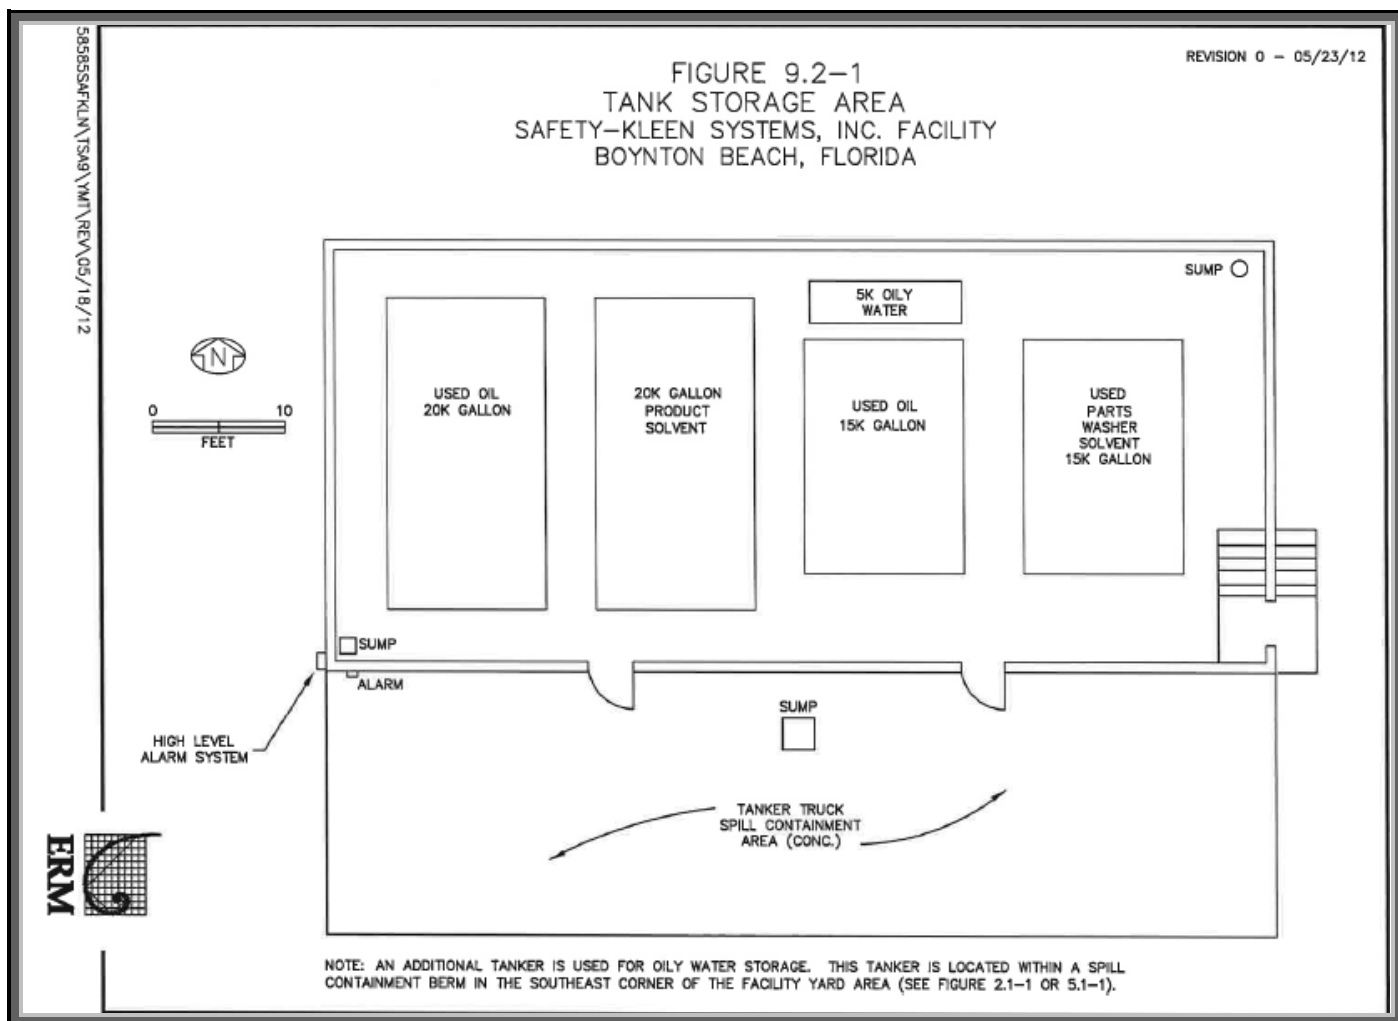 REVISION 0 – 05/23/12
FIGURE 9.2–1
TANK STORAGE AREA
SAFETY–KLEEN SYSTEMS, INC. FACILITY
BOYNTON BEACH, FLORIDA
58585SAFKLN\TSA9\YMT\REV\05/18/12
SUMP
5K OILY
WATER
N
0 10
FEET
USED OIL
20K GALLON
20K GALLON
PRODUCT
SOLVENT
USED OIL
15K GALLON
USED
PARTS
WASHER
SOLVENT
15K GALLON
SUMP
ALARM
HIGH LEVEL
ALARM SYSTEM
SUMP
TANKER TRUCK
SPILL CONTAINMENT
AREA (CONC.)
ERM
NOTE: AN ADDITIONAL TANKER IS USED FOR OILY WATER STORAGE. THIS TANKER IS LOCATED WITHIN A SPILL
CONTAINMENT BERM IN THE SOUTHEAST CORNER OF THE FACILITY YARD AREA (SEE FIGURE 2.1–1 OR 5.1–1).